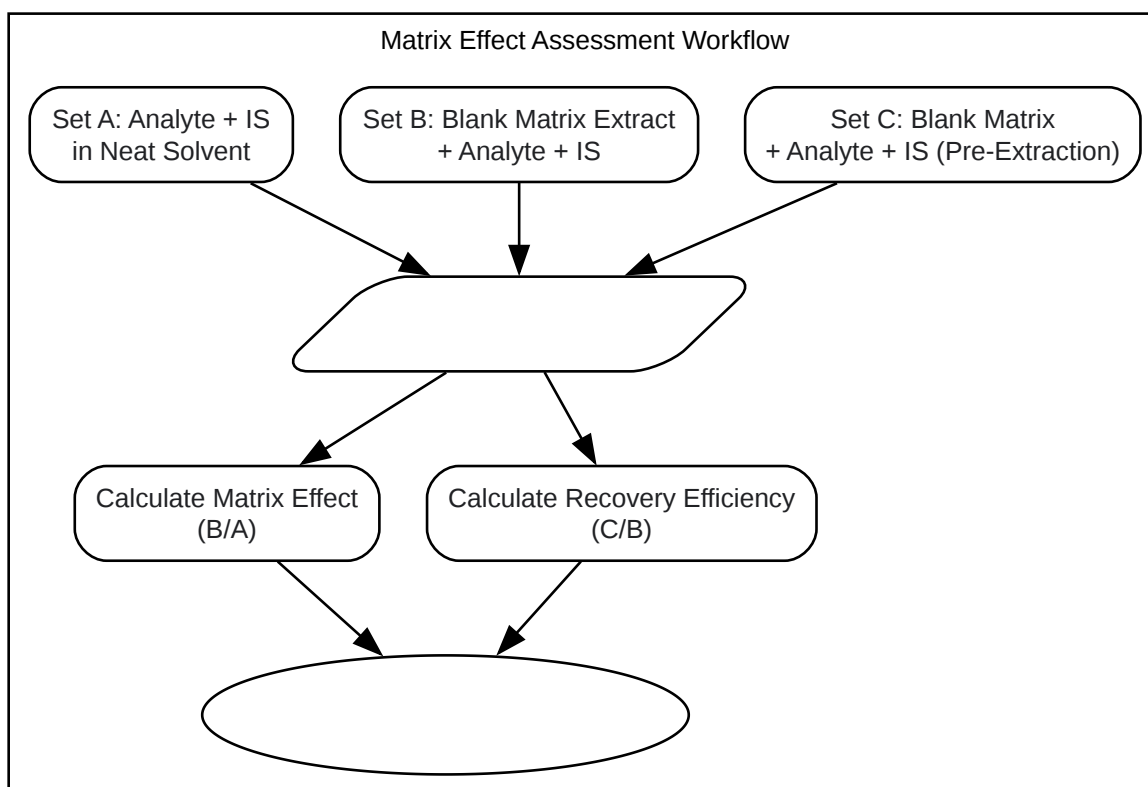 Matrix Effect Assessment Workflow
Set A: Analyte + IS
in Neat Solvent
Set B: Blank Matrix Extract
+ Analyte + IS
Set C: Blank Matrix
+ Analyte + IS (Pre-Extraction)
Calculate Matrix Effect
(B/A)
Calculate Recovery Efficiency
(C/B)